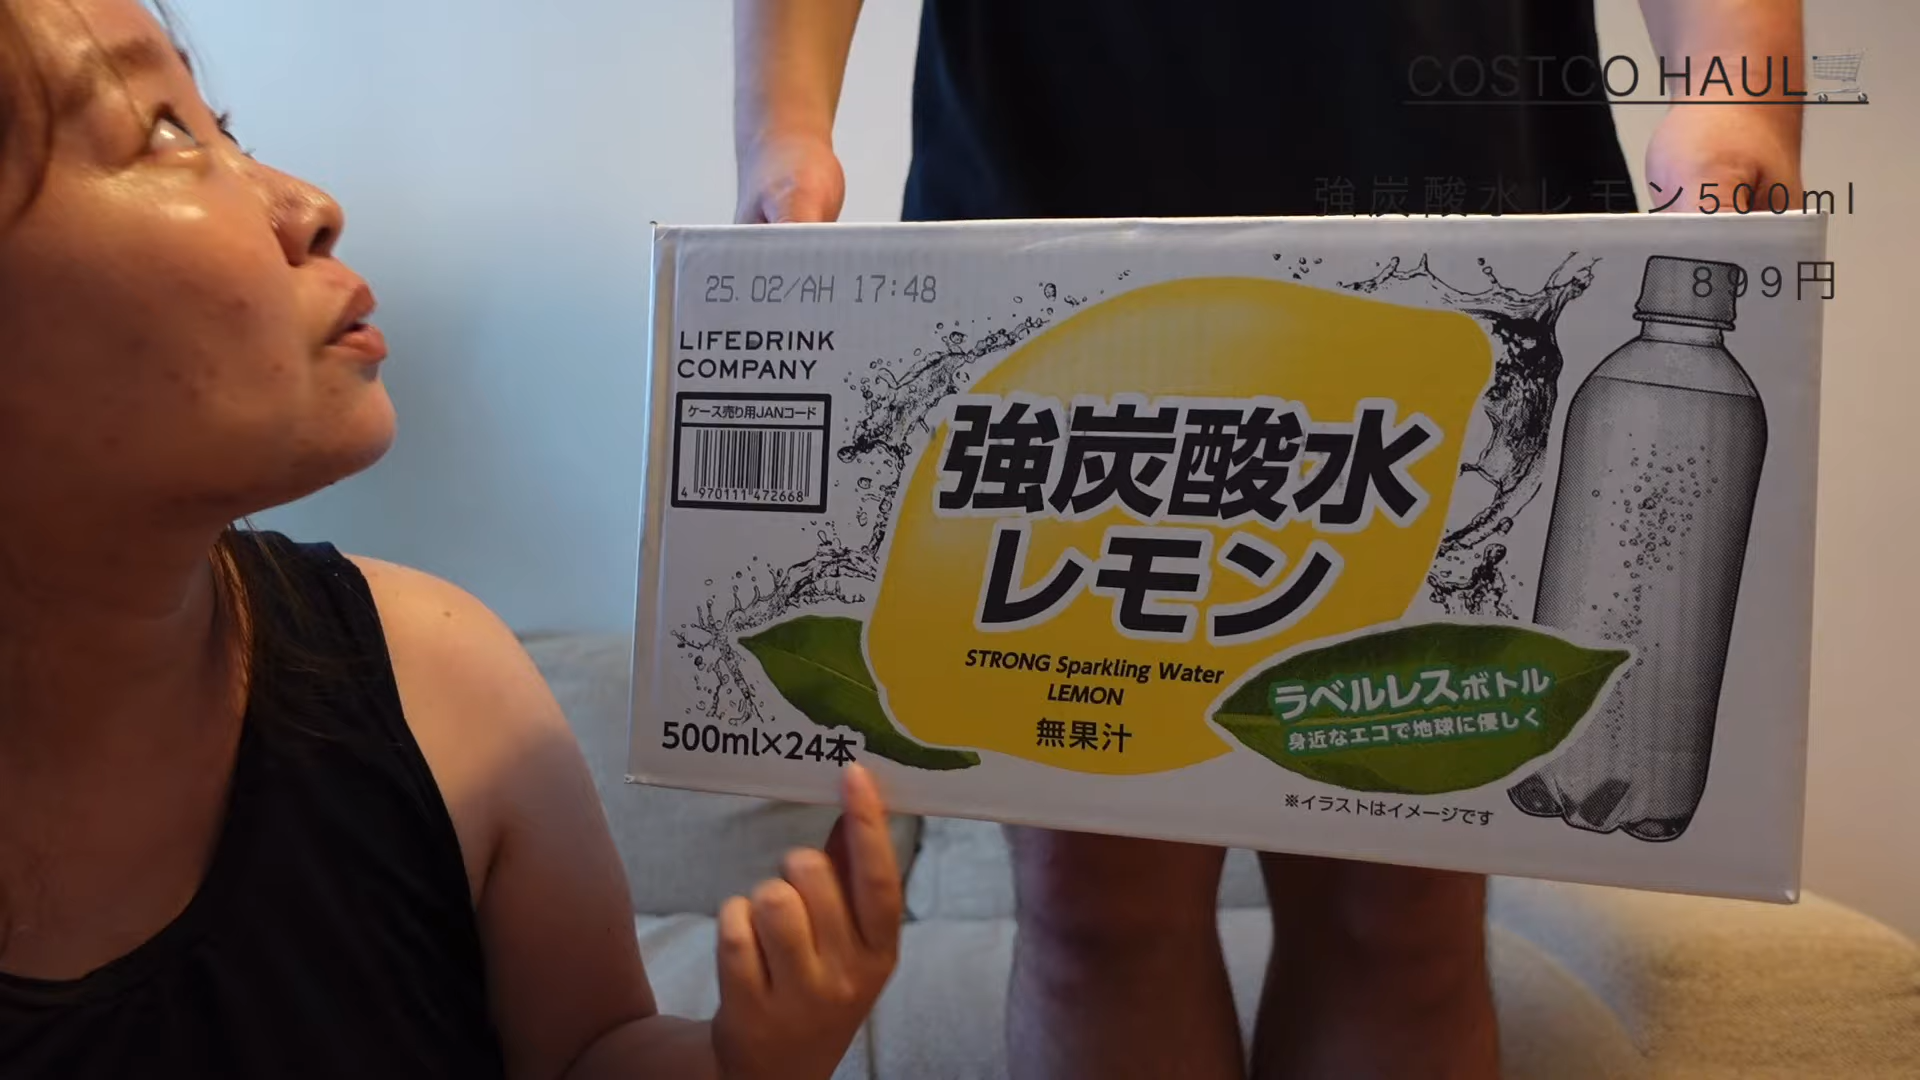 COSTCO HAUL
強炭酸水レモン500ml
899円
25.02/AH 17:48
LIFEDRINK
COMPANY
ケース売り用JANコード
4 970111 472668
強炭酸水
レモン
STRONG Sparkling Water
LEMON
無果汁
500ml×24本
ラベルレスボトル
身近なエコで地球に優しく
※イラストはイメージです